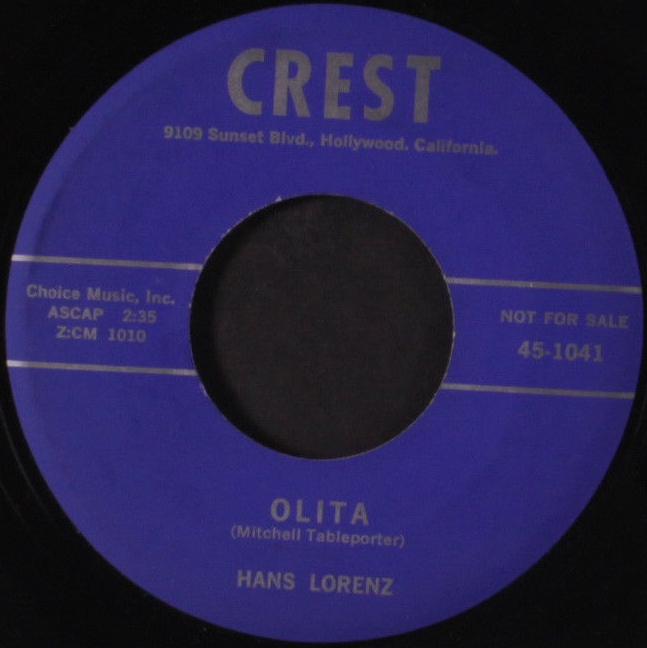 CREST
9109 Sunset Blvd., Hollywood. California.
Choice Music, Inc.
ASCAP 2:35
Z:CM 1010
NOT FOR SALE
45-1041
OLITA
(Mitchell Tableporter)
HANS LORENZ